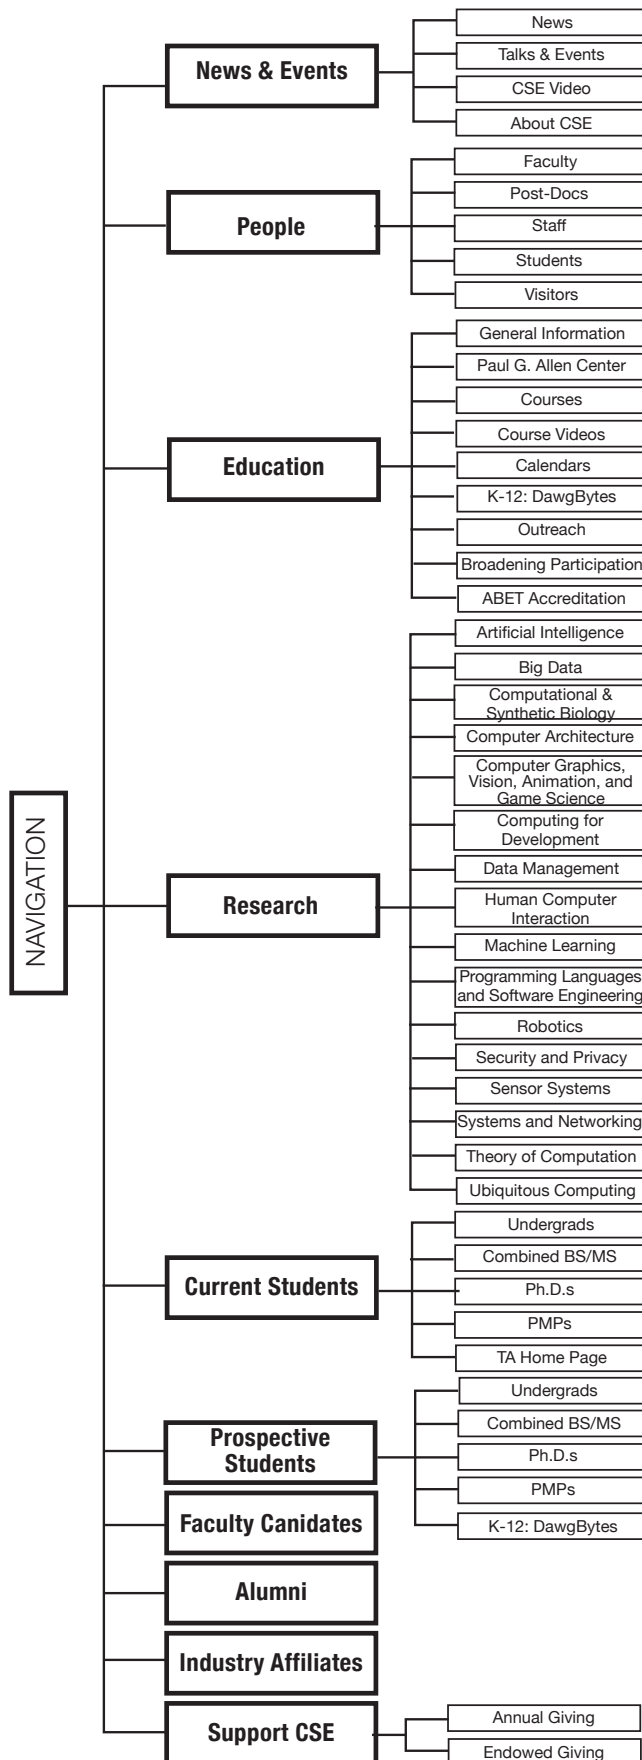 NAVIGATION
News & Events
News
Talks & Events
CSE Video
About CSE
People
Faculty
Post-Docs
Staff
Students
Visitors
Education
General Information
Paul G. Allen Center
Courses
Course Videos
Calendars
K-12: DawgBytes
Outreach
Broadening Participation
ABET Accreditation
Research
Artificial Intelligence
Big Data
Computational &
Synthetic Biology
Computer Architecture
Computer Graphics,
Vision, Animation, and
Game Science
Computing for
Development
Data Management
Human Computer
Interaction
Machine Learning
Programming Languages
and Software Engineering
Robotics
Security and Privacy
Sensor Systems
Systems and Networking
Theory of Computation
Ubiquitous Computing
Current Students
Undergrads
Combined BS/MS
Ph.D.s
PMPs
TA Home Page
Prospective
Students
Undergrads
Combined BS/MS
Ph.D.s
PMPs
K-12: DawgBytes
Faculty Canidates
Alumni
Industry Affiliates
Support CSE
Annual Giving
Endowed Giving